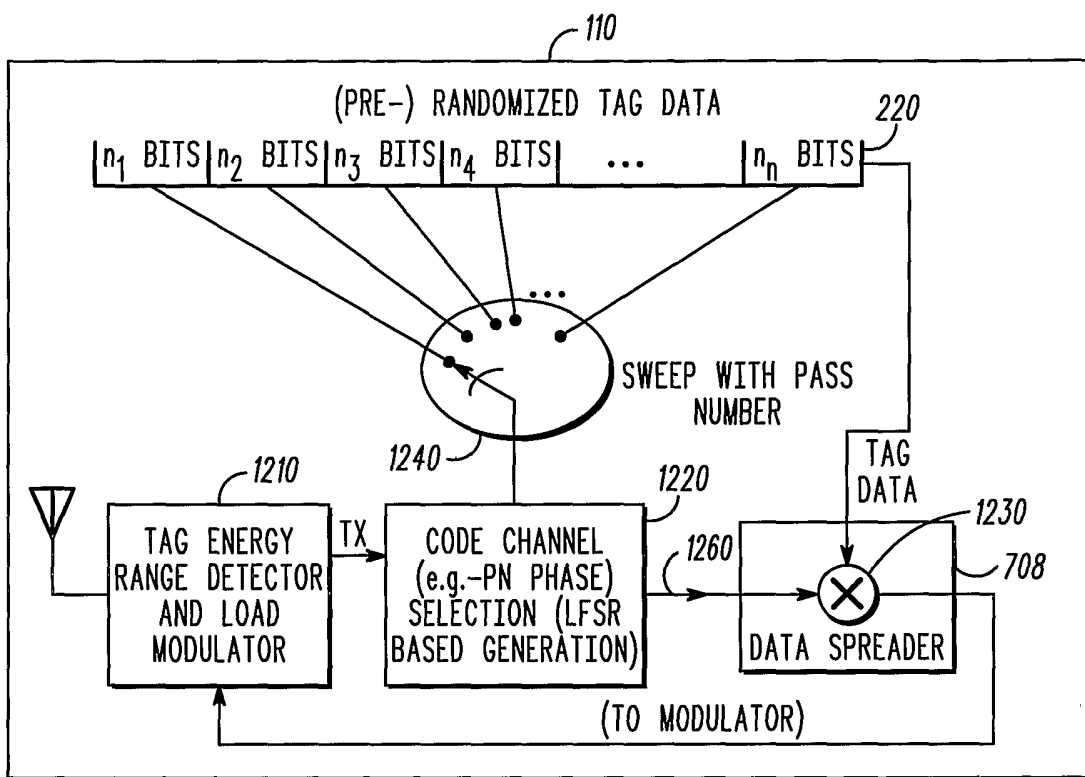 110
(PRE-) RANDOMIZED TAG DATA
220
n1 BITS n2 BITS n3 BITS n4 BITS ... nn BITS
...
SWEEP WITH PASS
NUMBER
1240
TAG
DATA
1210
1220
1230
TAG ENERGY
RANGE DETECTOR
AND LOAD
MODULATOR
TX
CODE CHANNEL
(e.g.-PN PHASE)
SELECTION (LFSR
BASED GENERATION)
1260
708
DATA SPREADER
(TO MODULATOR)